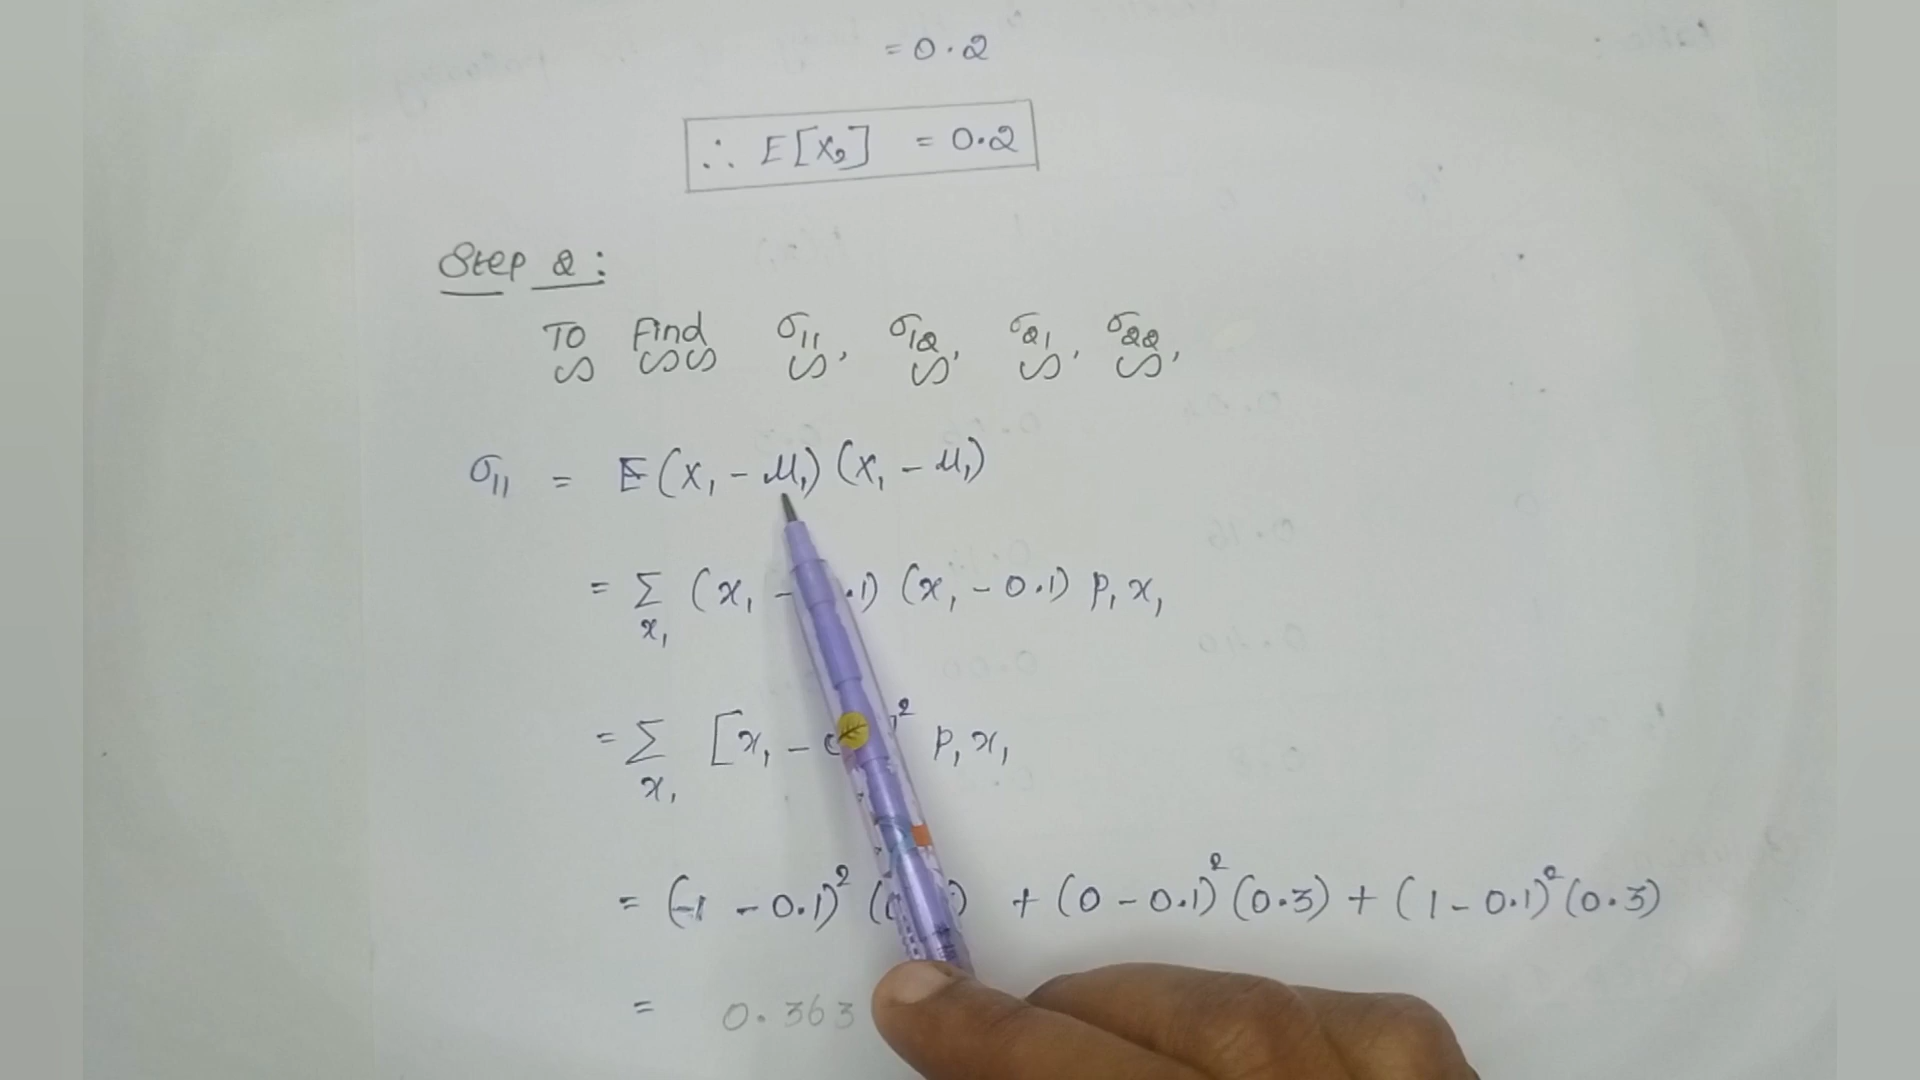 = 0.2
∴ E[X₂] = 0.2
Step 2 :
To Find σ₁₁, σ₁₂, σ₂₁, σ₂₂,
σ₁₁ = E(X₁ - μ₁)(X₁ - μ₁)
= Σ (x₁ - .1) (x₁ - 0.1) P₁ x₁
x₁
= Σ [x₁ - ² P₁ x₁
x₁
= (-1 - 0.1)² ( ) + (0 - 0.1)² (0.3) + (1 - 0.1)² (0.3)
= 0.363